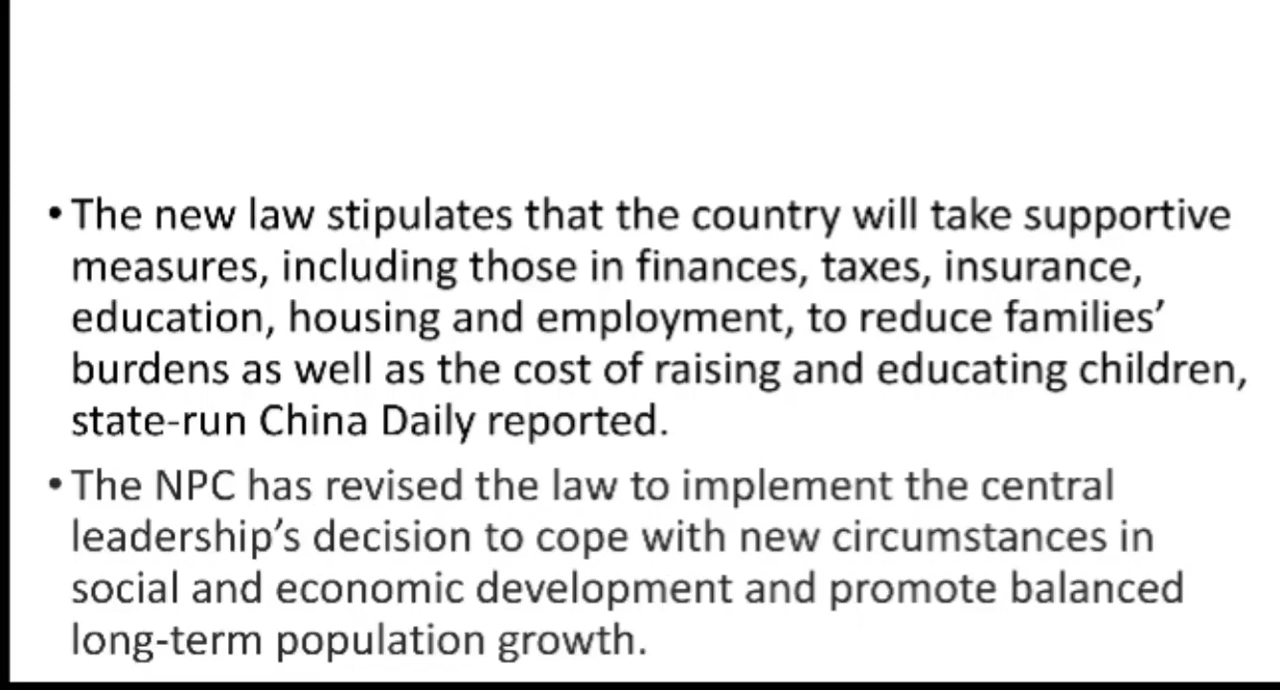 • The new law stipulates that the country will take supportive
measures, including those in finances, taxes, insurance,
education, housing and employment, to reduce families’
burdens as well as the cost of raising and educating children,
state-run China Daily reported.
• The NPC has revised the law to implement the central
leadership’s decision to cope with new circumstances in
social and economic development and promote balanced
long-term population growth.